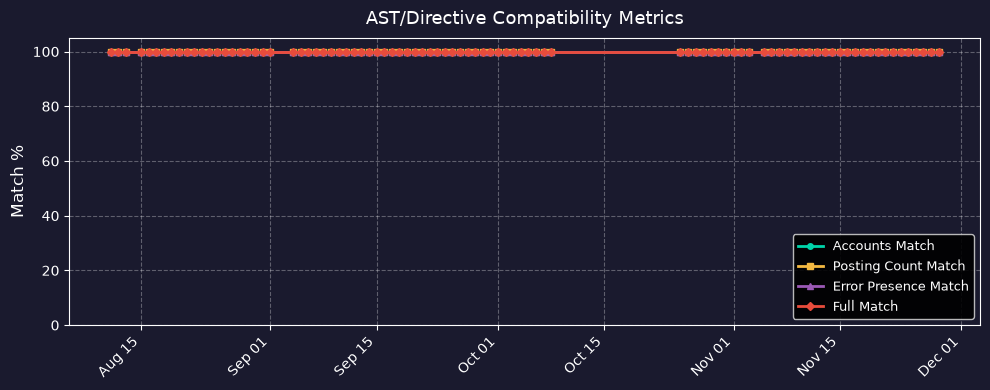 AST/Directive Compatibility Metrics
Match %
100
80
60
40
20
0
Accounts Match
Posting Count Match
Error Presence Match
Full Match
Aug 15
Sep 01
Sep 15
Oct 01
Oct 15
Nov 01
Nov 15
Dec 01